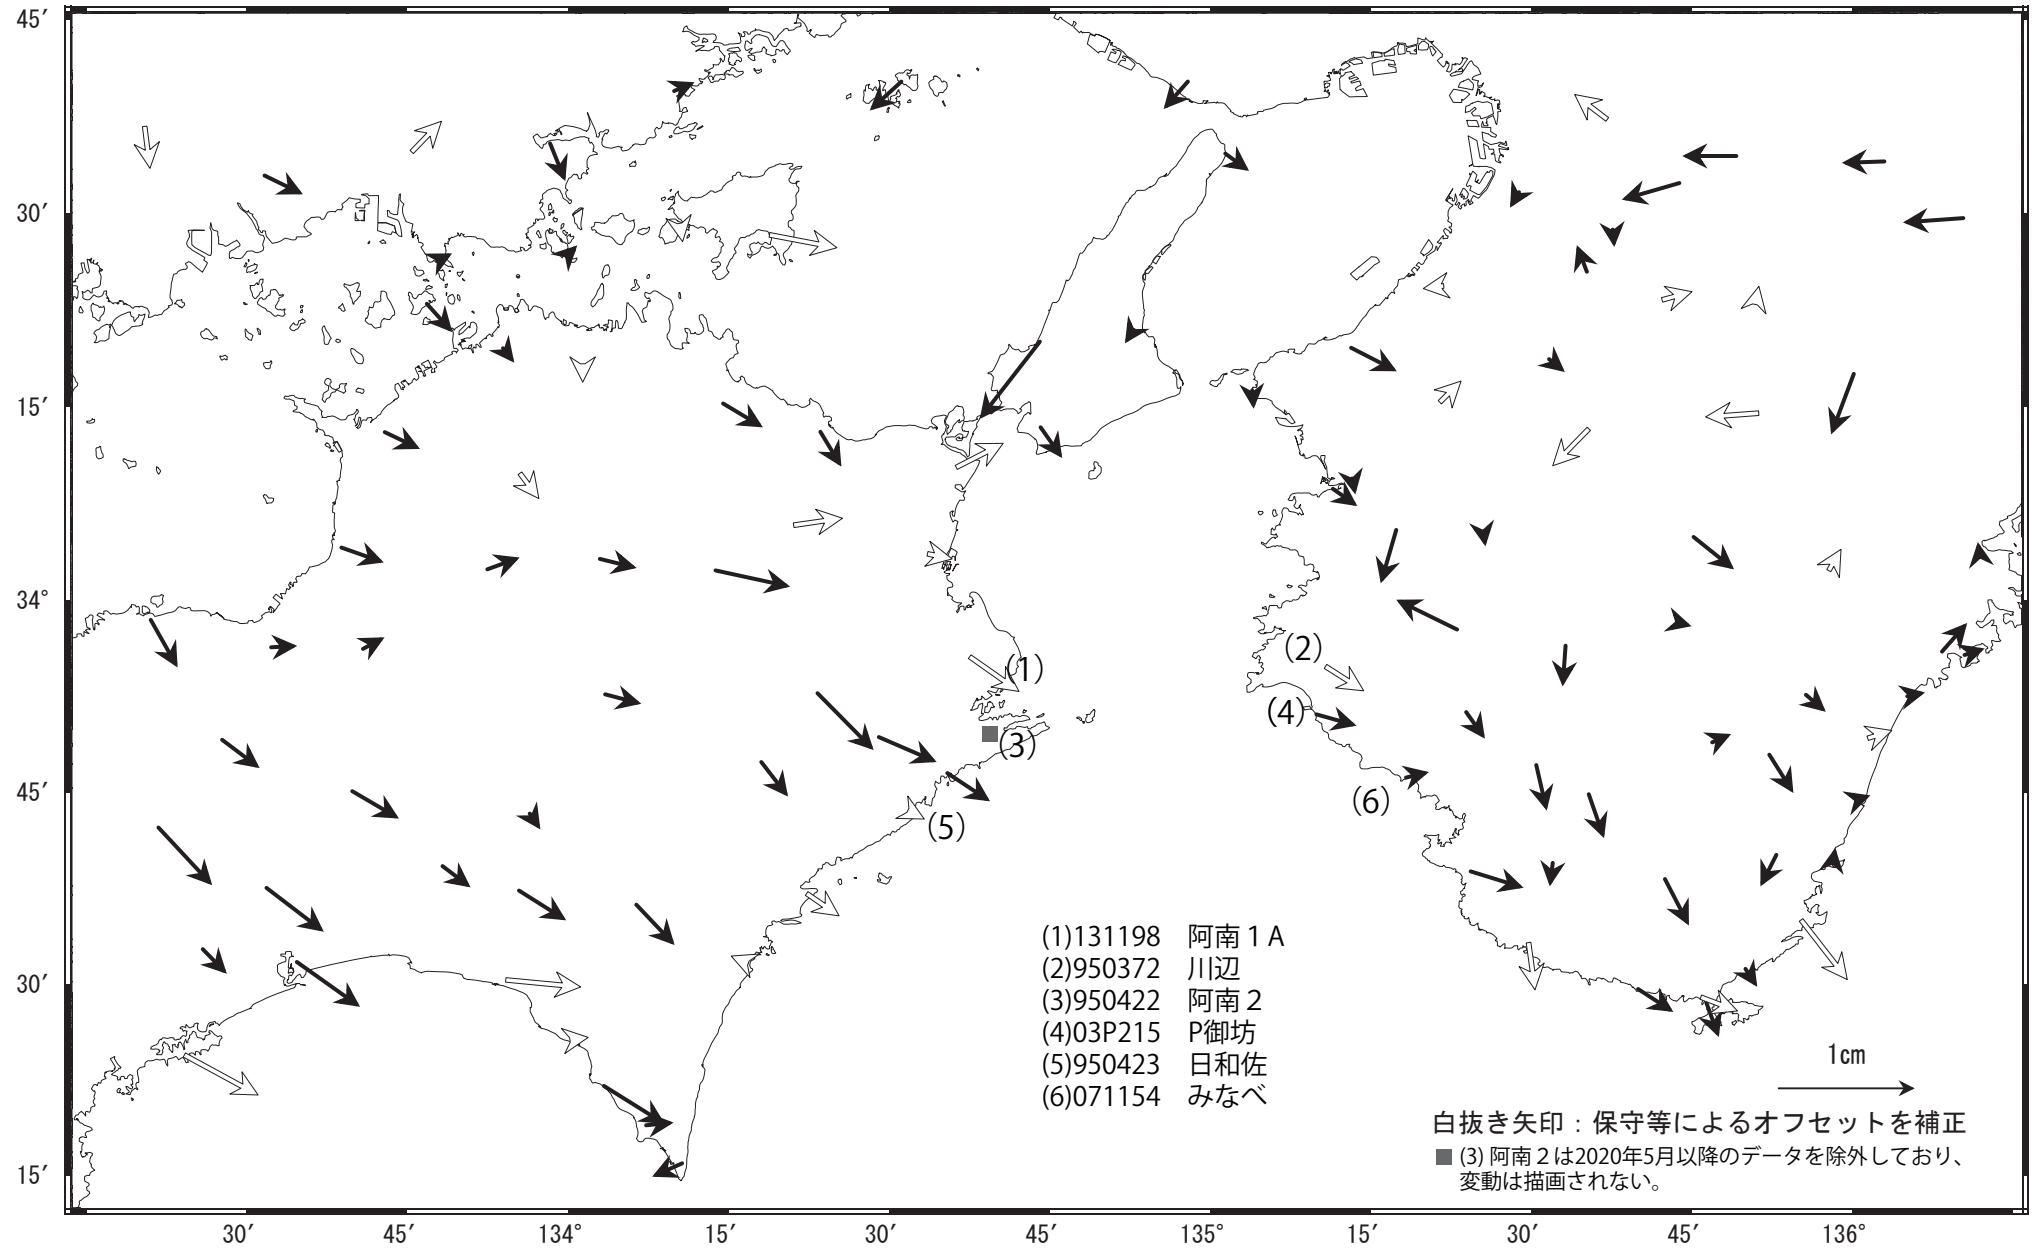 45′
30′
15′
34°
45′
30′
15′
(1)
(2)
(3)
(4)
(5)
(6)
(1)131198 阿南１A
(2)950372 川辺
(3)950422 阿南２
(4)03P215 P御坊
(5)950423 日和佐
(6)071154 みなべ
1cm
白抜き矢印：保守等によるオフセットを補正
(3) 阿南２は2020年5月以降のデータを除外しており、
変動は描画されない。
30′ 45′ 134° 15′ 30′ 45′ 135° 15′ 30′ 45′ 136°